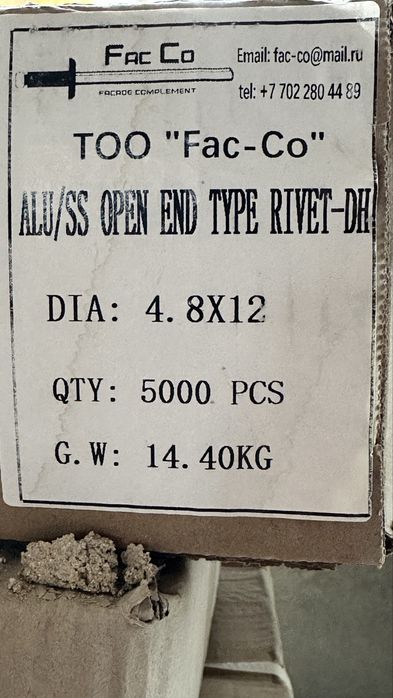 Fac Co
FACADE COMPLEMENT
Email: fac-co@mail.ru
tel: +7 702 280 44 89
TOO "Fac-Co"
ALU/SS OPEN END TYPE RIVET-DH
DIA: 4.8X12
QTY: 5000 PCS
G.W: 14.40KG